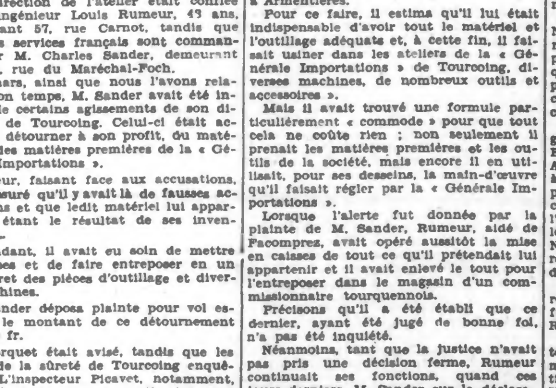 irection de l'atelier était confiée
ingénieur Louis Rumeur, 43 ans,
ant 57, rue Carnot, tandis que
s services français sont comman-
r M. Charles Sander, demeurant
, rue du Maréchal-Foch.
ars, ainsi que nous l'avons rela-
on temps, M. Sander avait été in-
le certains agissements de son di-
de Tourcoing. Celui-ci était ac-
détourner à son profit, du maté-
les matières premières de la « Gé-
Importations ».
eur, faisant face aux accusations,
suré qu'il y avait là de fausses ac-
s et que ledit matériel lui appar-
étant le résultat de ses inven-
dant, il avait eu soin de mettre
es et de faire entreposer en un
ret des pièces d'outillage et diver-
hines.
nder déposa plainte pour vol es-
le montant de ce détournement
fr.
rquet était avisé, tandis que les
de la sûreté de Tourcoing enquê-
L'inspecteur Picavet, notamment,
à Armentières.
Pour ce faire, il estima qu'il lui était
indispensable d'avoir tout le matériel et
l'outillage adéquats et, à cette fin, il fai-
sait usiner dans les ateliers de la « Gé-
nérale Importations » de Tourcoing, di-
verses machines, de nombreux outils et
accessoires ».
Mais il avait trouvé une formule par-
ticulièrement « commode » pour que tout
cela ne coûte rien ; non seulement il
prenait les matières premières et les ou-
tils de la société, mais encore il en uti-
lisait, pour ses desseins, la main-d'œuvre
qu'il faisait régler par la « Générale Im-
portations ».
Lorsque l'alerte fut donnée par la
plainte de M. Sander, Rumeur, aidé de
Facomprez, avait opéré aussitôt la mise
en caisses de tout ce qu'il prétendait lui
appartenir et il avait enlevé le tout pour
l'entreposer dans le magasin d'un com-
missionnaire tourquennois.
Précisons qu'il a été établi que ce
dernier, ayant été jugé de bonne foi,
n'a pas été inquiété.
Néanmoins, tant que la justice n'avait
pas pris une décision ferme, Rumeur
continuait ses fonctions, quand ces